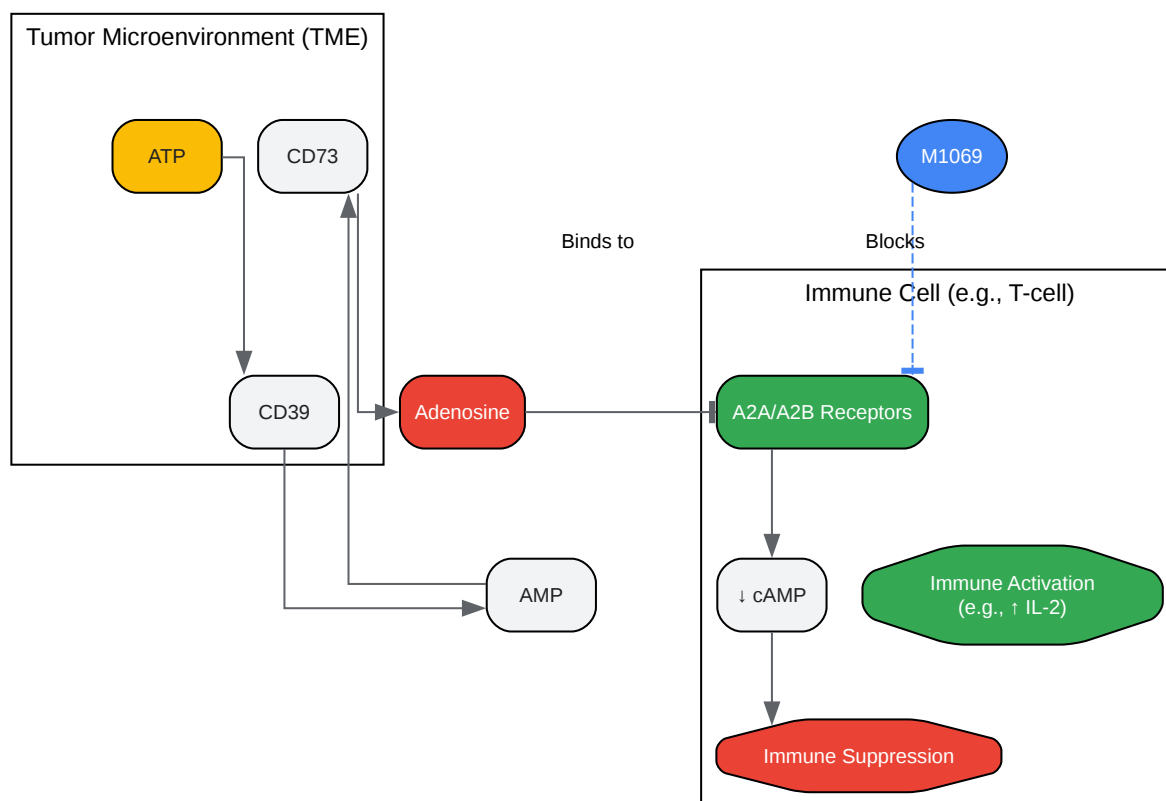 Tumor Microenvironment (TME)
ATP
CD73
M1069
Binds to
Blocks
Immune Cell (e.g., T-cell)
CD39
Adenosine
A2A/A2B Receptors
AMP
↓ cAMP
Immune Activation
(e.g., ↑ IL-2)
Immune Suppression